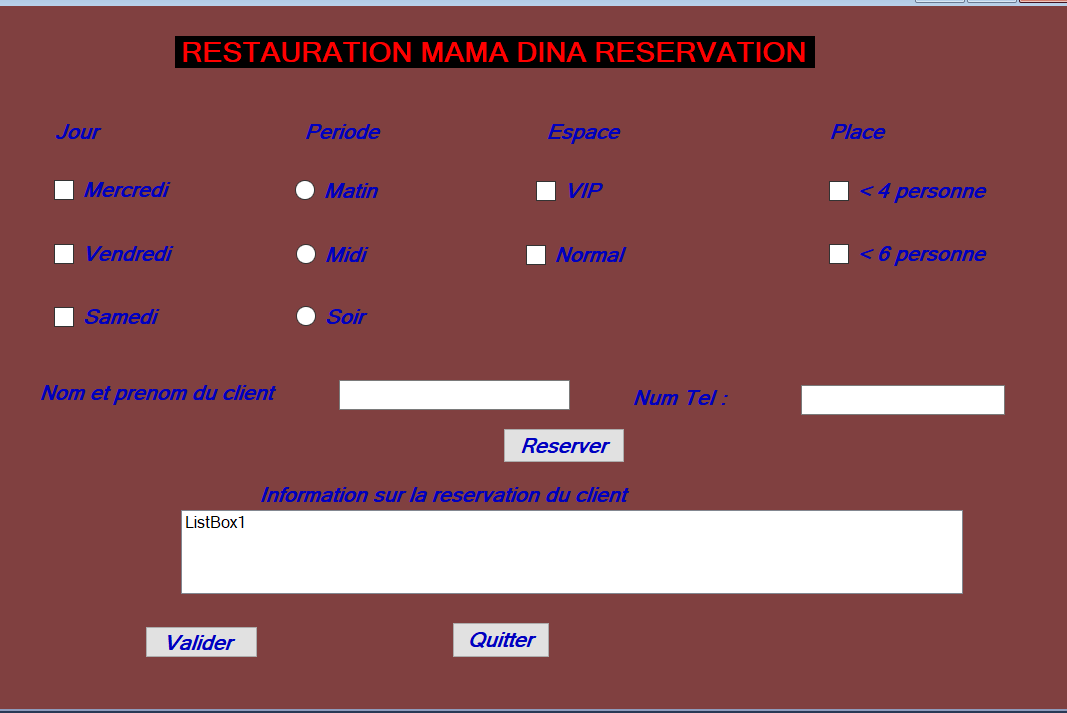 RESTAURATION MAMA DINA RESERVATION
Jour Periode Espace Place
Mercredi Matin VIP < 4 personne
Vendredi Midi Normal < 6 personne
Samedi Soir
Nom et prenom du client Num Tel :
Reserver
Information sur la reservation du client
ListBox1
Valider Quitter